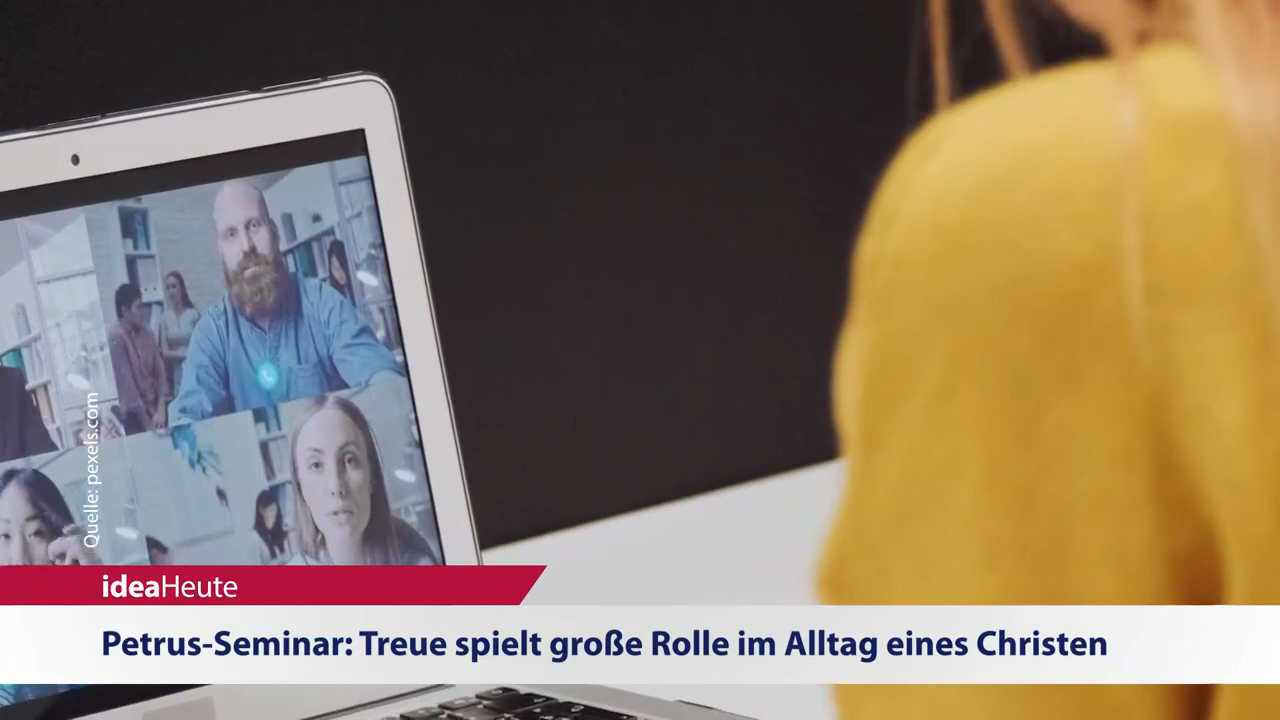 Quelle: pexels.com
ideaHeute
Petrus-Seminar: Treue spielt große Rolle im Alltag eines Christen